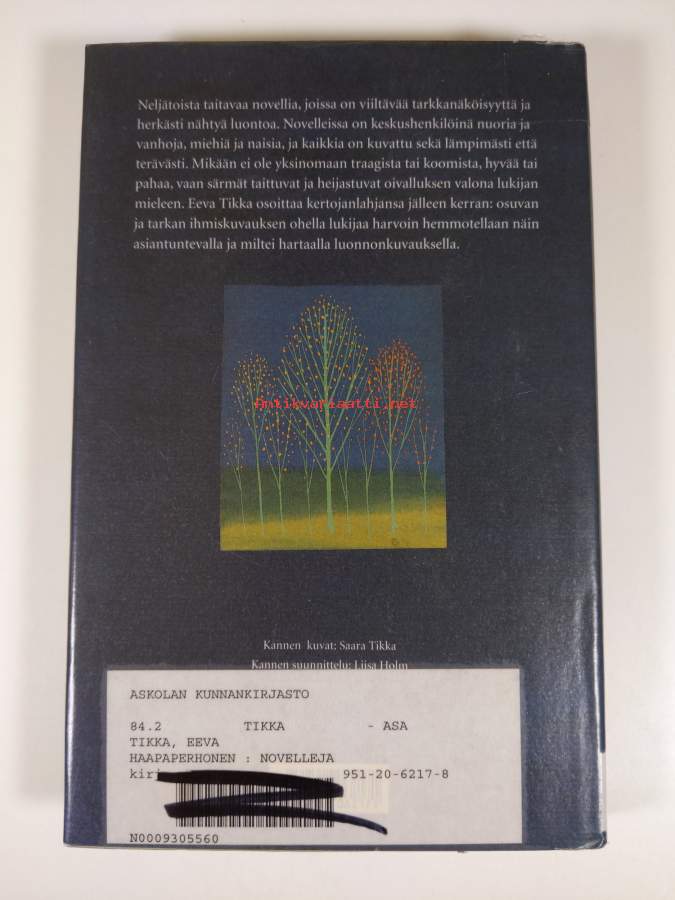 Neljätoista taitavaa novellia, joissa on viiltävää tarkkanäköisyyttä ja
herkästi nähtyä luontoa. Novelleissa on keskushenkilöinä nuoria ja
vanhoja, miehiä ja naisia, ja kaikkia on kuvattu sekä lämpimästi että
terävästi. Mikään ei ole yksinomaan traagista tai koomista, hyvää tai
pahaa, vaan särmät taittuvat ja heijastuvat oivalluksen valona lukijan
mieleen. Eeva Tikka osoittaa kertojanlahjansa jälleen kerran: osuvan
ja tarkan ihmiskuvauksen ohella lukijaa harvoin hemmotellaan näin
asiantuntevalla ja miltei hartaalla luonnonkuvauksella.
Antikvariaatti.net
Kannen kuvat: Saara Tikka
Kannen suunnittelu: Liisa Holm
ASKOLAN KUNNANKIRJASTO
84.2 TIKKA - ASA
TIKKA, EEVA
HAAPAPERHONEN : NOVELLEJA
951-20-6217-8
N0009305560